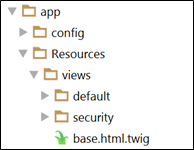 app
config
Resources
views
default
security
base.html.twig